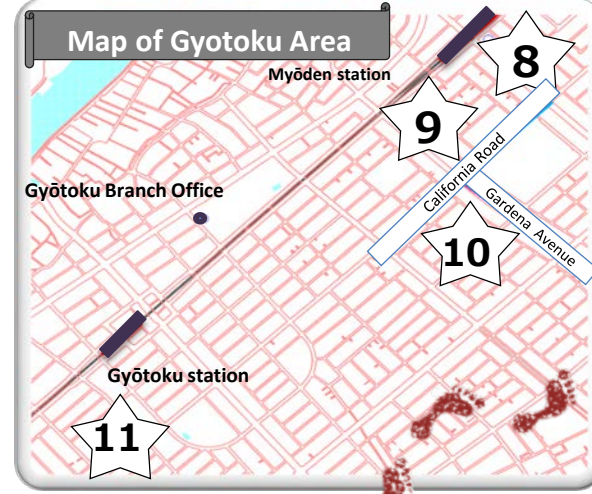 Map of Gyotoku Area
8
Myōden station
9
California Road
Gyōtoku Branch Office
Gardena Avenue
10
Gyōtoku station
11